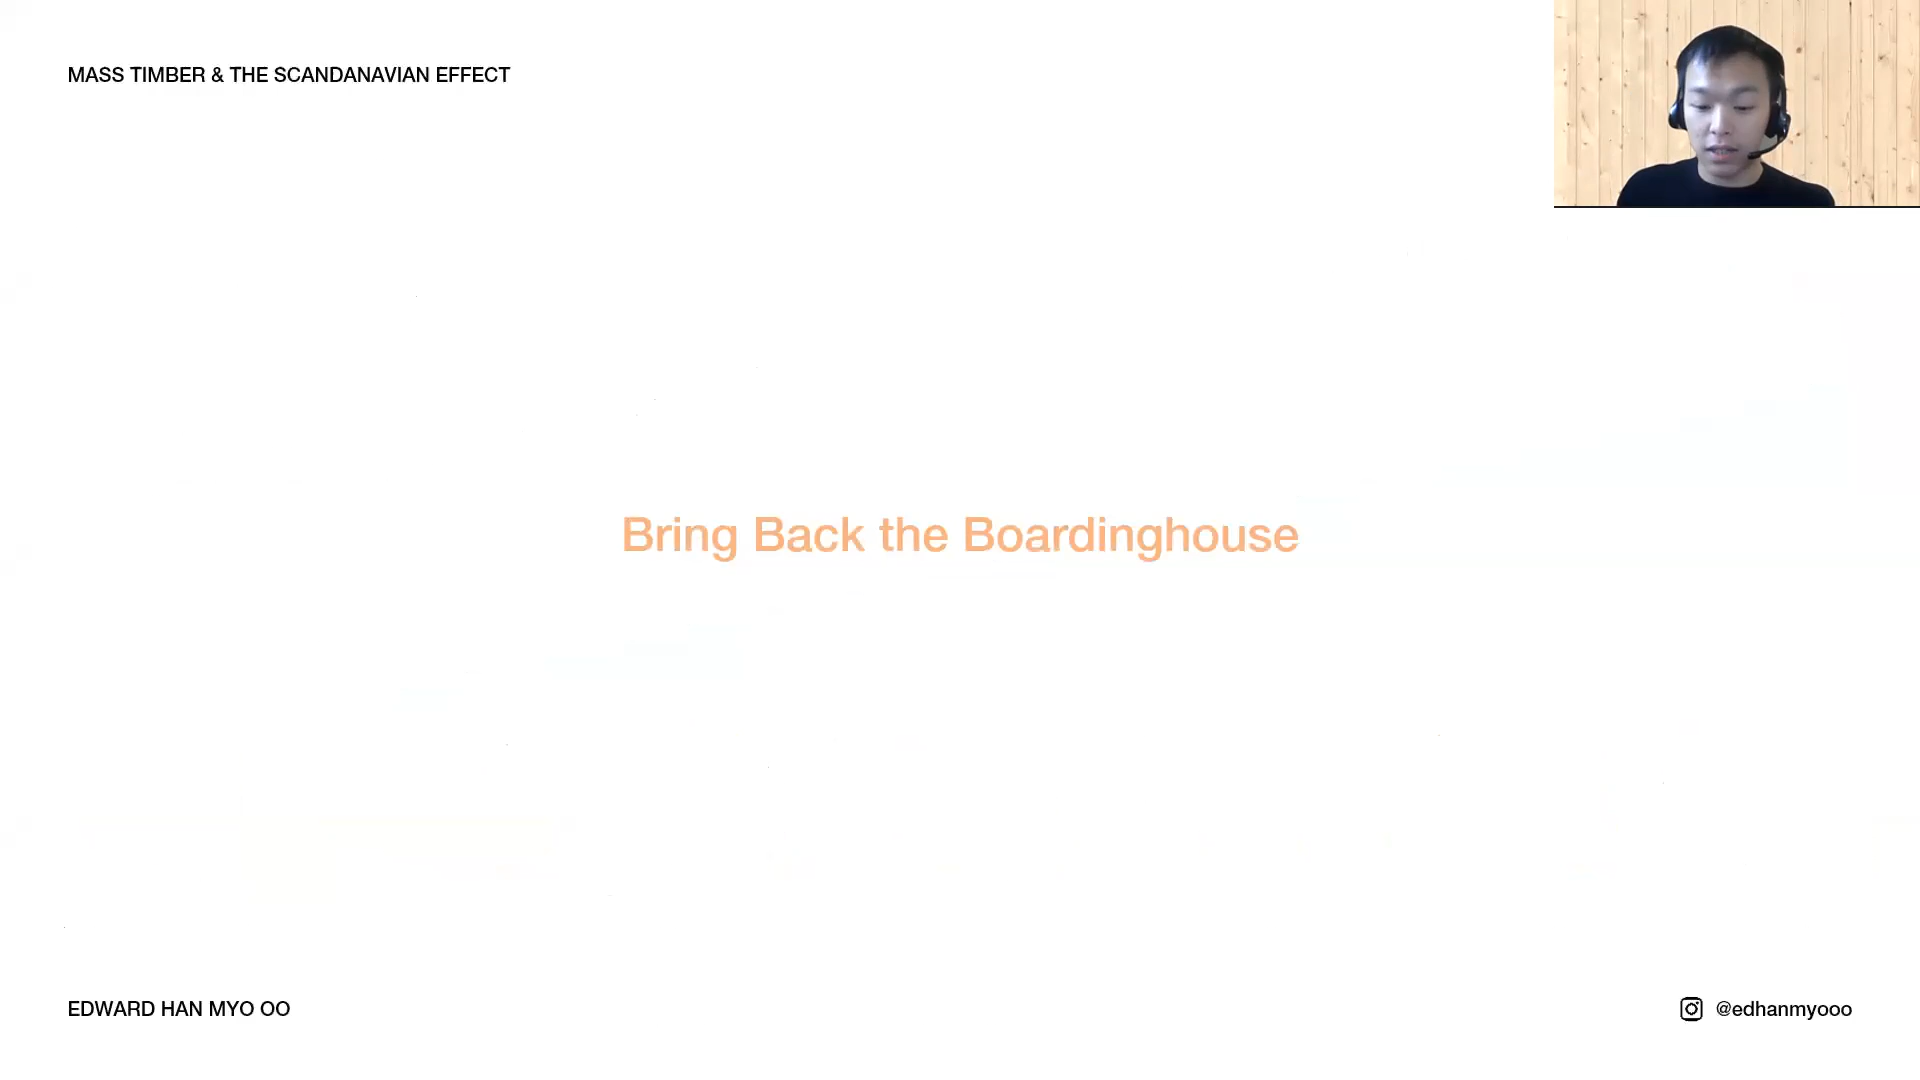 MASS TIMBER & THE SCANDANAVIAN EFFECT
Bring Back the Boardinghouse
EDWARD HAN MYO OO
@edhanmyooo